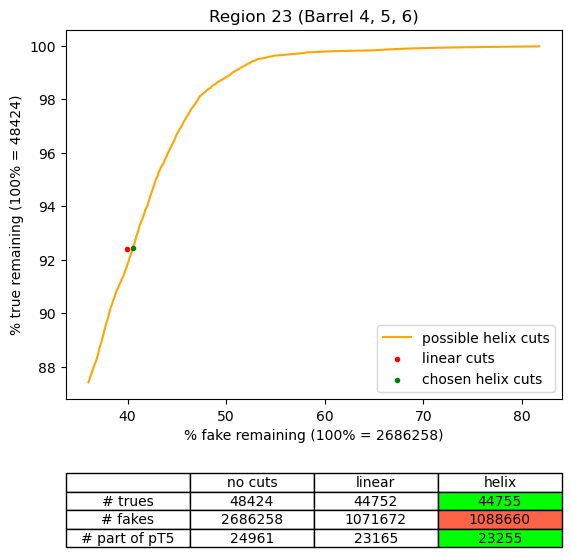 Region 23 (Barrel 4, 5, 6)
100
98
96
94
92
90
88
% true remaining (100% = 48424)
possible helix cuts
linear cuts
chosen helix cuts
40 50 60 70 80
% fake remaining (100% = 2686258)
no cuts linear helix
# trues 48424 44752 44755
# fakes 2686258 1071672 1088660
# part of pT5 24961 23165 23255